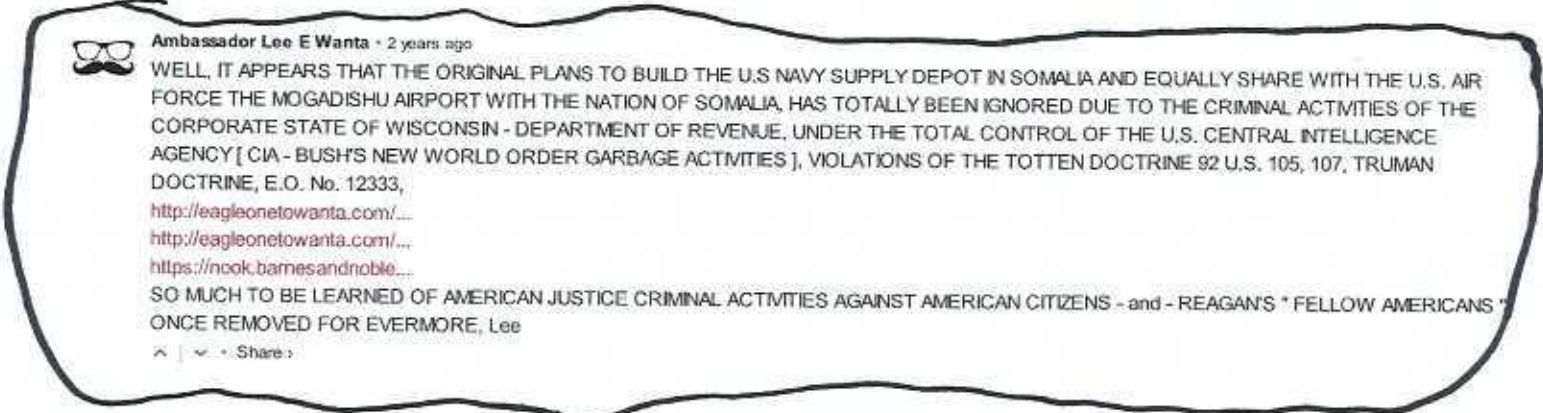 Ambassador Lee E Wanta • 2 years ago
WELL, IT APPEARS THAT THE ORIGINAL PLANS TO BUILD THE U.S NAVY SUPPLY DEPOT IN SOMALIA AND EQUALLY SHARE WITH THE U.S. AIR
FORCE THE MOGADISHU AIRPORT WITH THE NATION OF SOMALIA, HAS TOTALLY BEEN IGNORED DUE TO THE CRIMINAL ACTIVITIES OF THE
CORPORATE STATE OF WISCONSIN - DEPARTMENT OF REVENUE, UNDER THE TOTAL CONTROL OF THE U.S. CENTRAL INTELLIGENCE
AGENCY [ CIA - BUSH'S NEW WORLD ORDER GARBAGE ACTIVITIES ], VIOLATIONS OF THE TOTTEN DOCTRINE 92 U.S. 105, 107, TRUMAN
DOCTRINE, E.O. No. 12333,
http://eagleonetowanta.com/...
http://eagleonetowanta.com/...
https://nook.barnesandnoble....
SO MUCH TO BE LEARNED OF AMERICAN JUSTICE CRIMINAL ACTIVITIES AGAINST AMERICAN CITIZENS - and - REAGAN'S " FELLOW AMERICANS "
ONCE REMOVED FOR EVERMORE, Lee
• Share ›